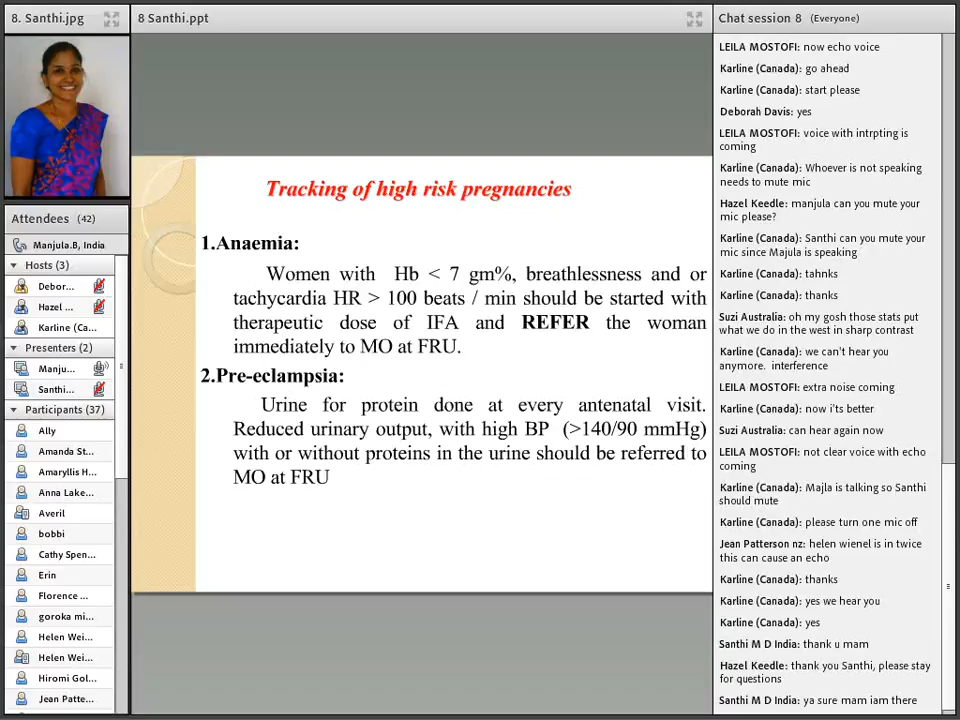 8. Santhi.jpg
Attendees (42)
Manjula.B, India
Hosts (3)
Debor...
Hazel ...
Karline (Ca...
Presenters (2)
Manju...
Santhi...
Participants (37)
Ally
Amanda St...
Amaryllis H...
Anna Lake...
Averil
bobbi
Cathy Spen...
Erin
Florence ...
goroka mi...
Helen Wei...
Helen Wei...
Hiromi Gol...
Jean Patte...
8 Santhi.ppt
Tracking of high risk pregnancies
1.Anaemia:
Women with Hb < 7 gm%, breathlessness and or
tachycardia HR > 100 beats / min should be started with
therapeutic dose of IFA and REFER the woman
immediately to MO at FRU.
2.Pre-eclampsia:
Urine for protein done at every antenatal visit.
Reduced urinary output, with high BP (>140/90 mmHg)
with or without proteins in the urine should be referred to
MO at FRU
Chat session 8 (Everyone)
LEILA MOSTOFI: now echo voice
Karline (Canada): go ahead
Karline (Canada): start please
Deborah Davis: yes
LEILA MOSTOFI: voice with intrpting is
coming
Karline (Canada): Whoever is not speaking
needs to mute mic
Hazel Keedle: manjula can you mute your
mic please?
Karline (Canada): Santhi can you mute your
mic since Majula is speaking
Karline (Canada): tahnks
Karline (Canada): thanks
Suzi Australia: oh my gosh those stats put
what we do in the west in sharp contrast
Karline (Canada): we can't hear you
anymore. interference
LEILA MOSTOFI: extra noise coming
Karline (Canada): now i'ts better
Suzi Australia: can hear again now
LEILA MOSTOFI: not clear voice with echo
coming
Karline (Canada): Majla is talking so Santhi
should mute
Karline (Canada): please turn one mic off
Jean Patterson nz: helen wienel is in twice
this can cause an echo
Karline (Canada): thanks
Karline (Canada): yes we hear you
Karline (Canada): yes
Santhi M D India: thank u mam
Hazel Keedle: thank you Santhi, please stay
for questions
Santhi M D India: ya sure mam iam there